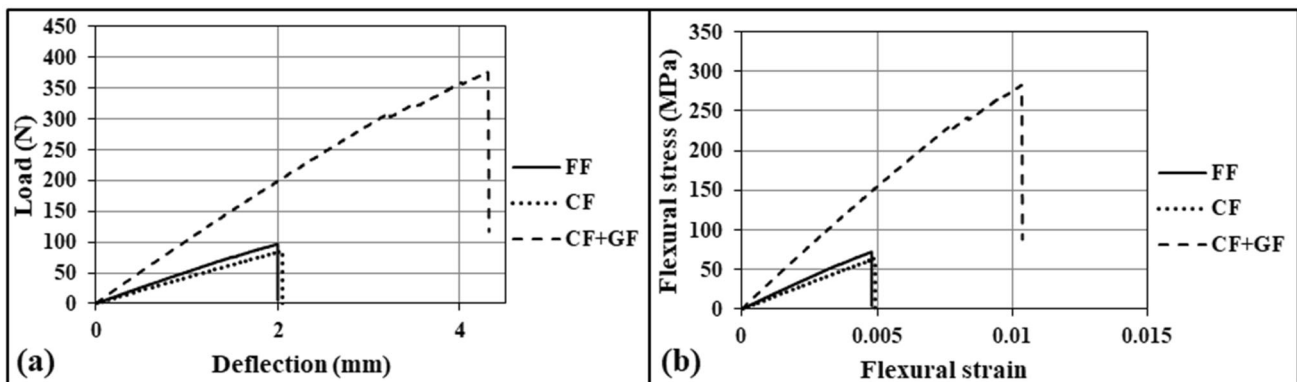 450
400
350
300
250
200
150
100
50
0
Load (N)
0 2 4
Deflection (mm)
FF
CF
CF+GF
(a)
350
300
250
200
150
100
50
0
Flexural stress (MPa)
0 0.005 0.01 0.015
Flexural strain
FF
CF
CF+GF
(b)